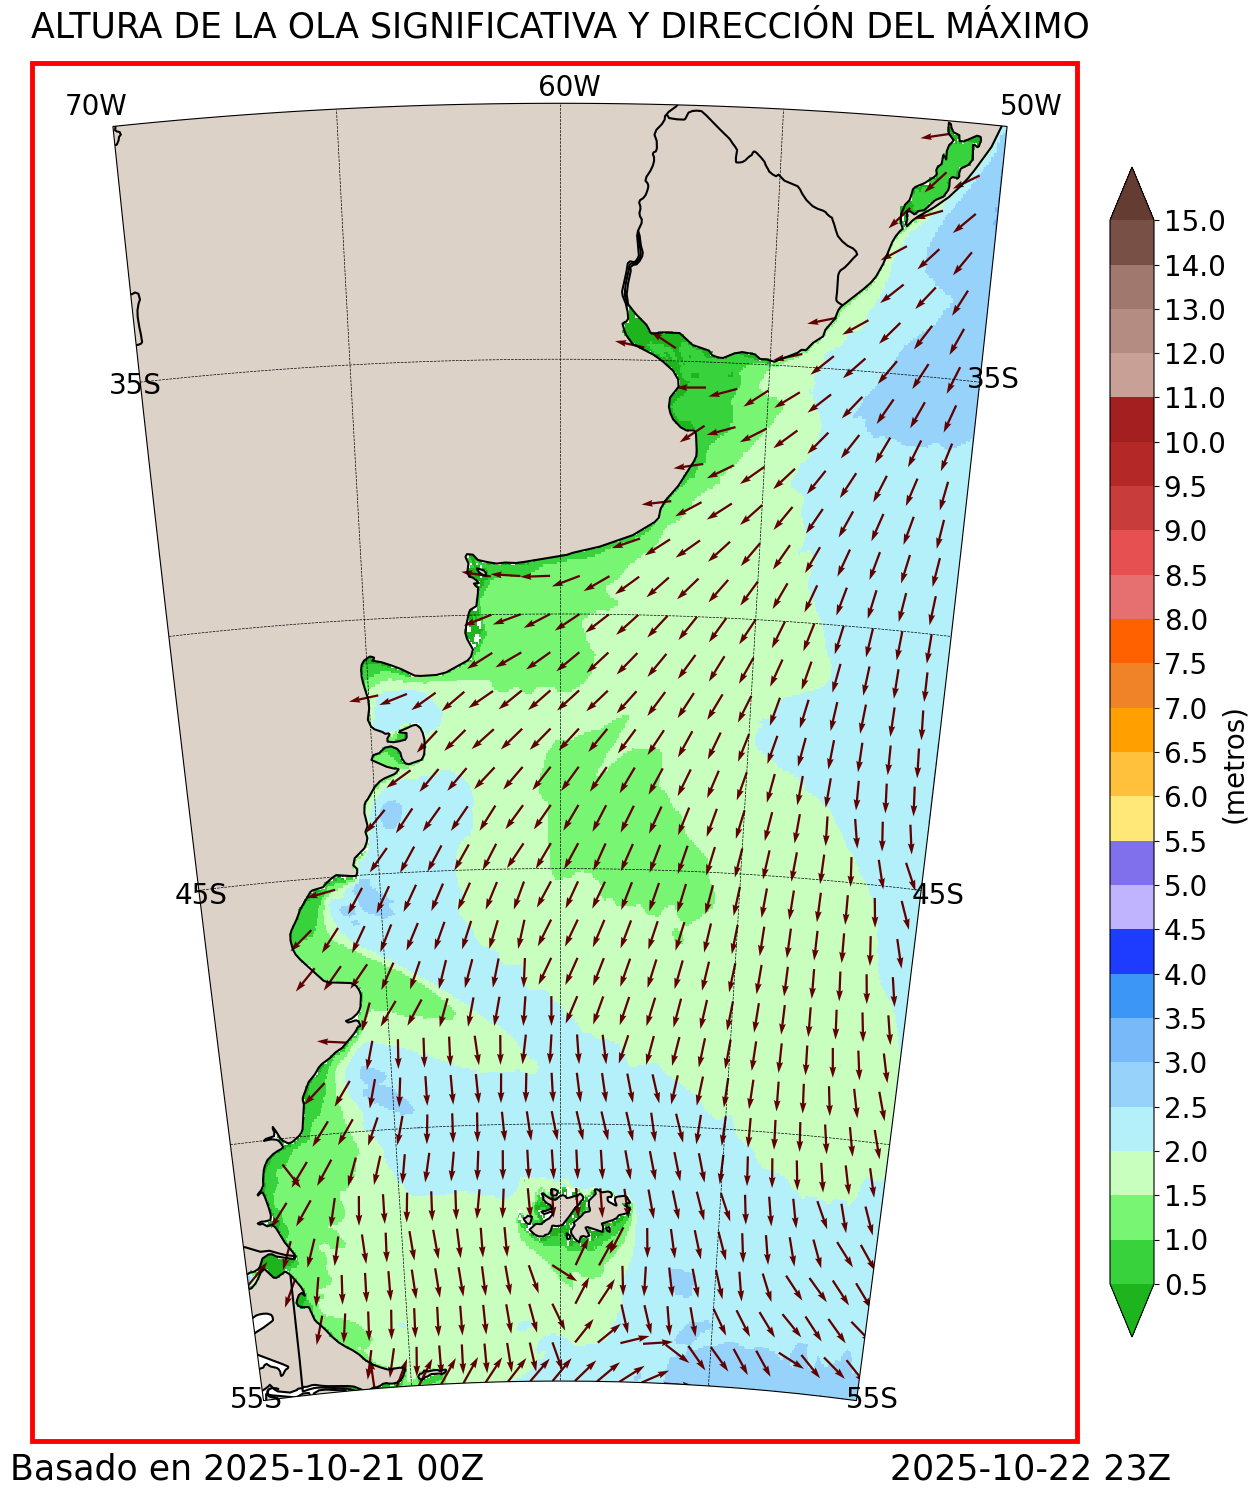 ALTURA DE LA OLA SIGNIFICATIVA Y DIRECCIÓN DEL MÁXIMO
70W
60W
50W
35S
35S
45S
45S
55S
55S
15.0
14.0
13.0
12.0
11.0
10.0
9.5
9.0
8.5
8.0
7.5
7.0
6.5
6.0
5.5
5.0
4.5
4.0
3.5
3.0
2.5
2.0
1.5
1.0
0.5
(metros)
Basado en 2025-10-21 00Z
2025-10-22 23Z